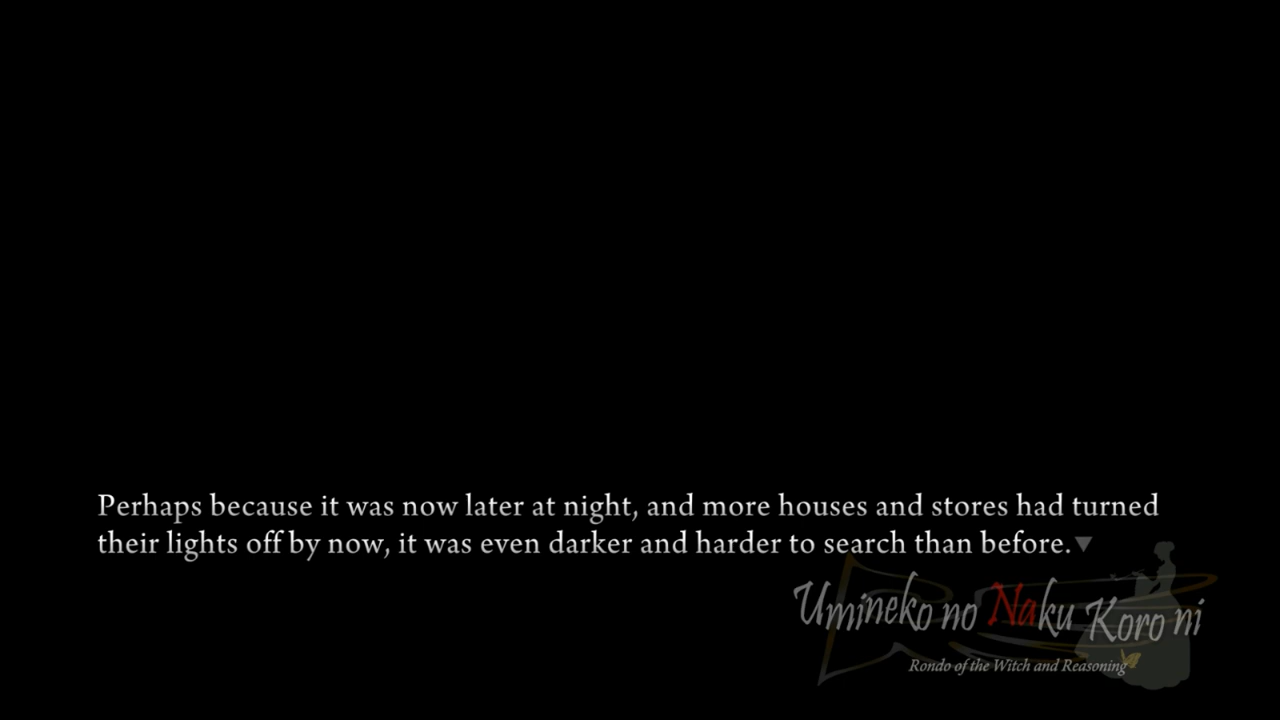 Perhaps because it was now later at night, and more houses and stores had turned
their lights off by now, it was even darker and harder to search than before.
Umineko no Naku Koro ni
Rondo of the Witch and Reasoning